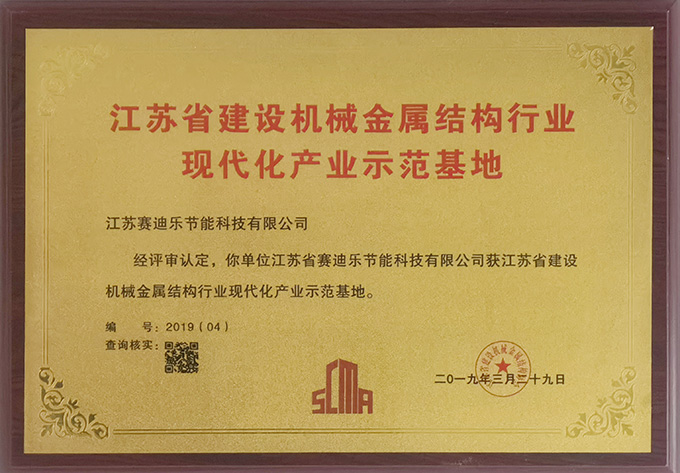 江苏省建设机械金属结构行业
现代化产业示范基地
江苏赛迪乐节能科技有限公司
经评审认定，你单位江苏省赛迪乐节能科技有限公司获江苏省建设
机械金属结构行业现代化产业示范基地。
编 号：2019（04）
查询核实：
SCMA
二〇一九年三月二十九日